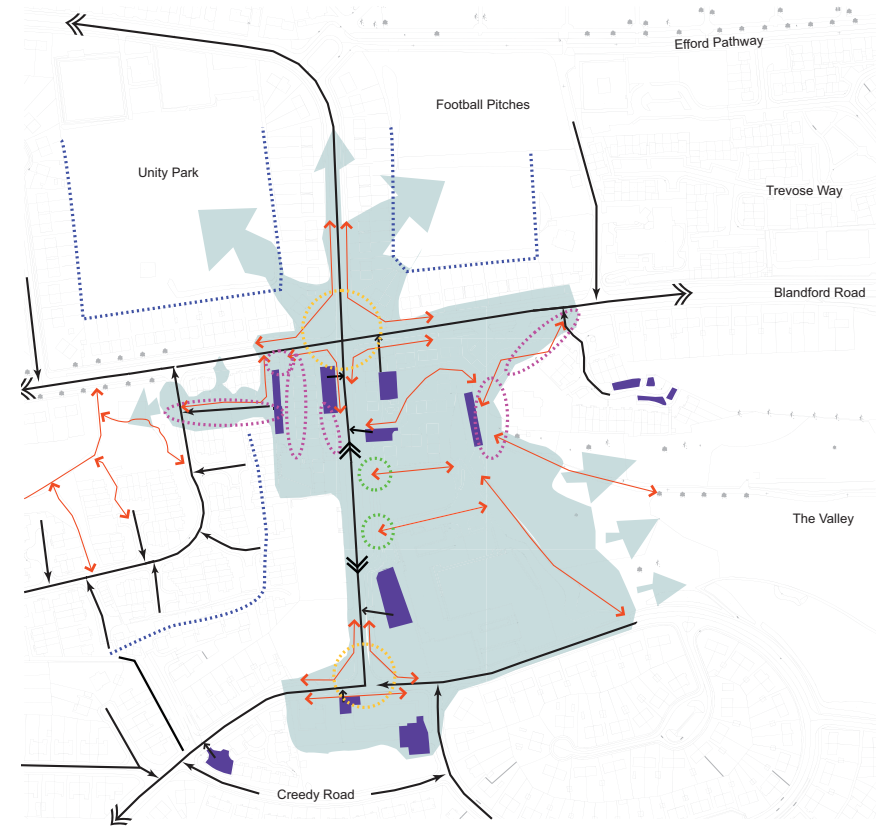 Efford Pathway
Football Pitches
Unity Park
Trevose Way
Blandford Road
The Valley
Creedy Road